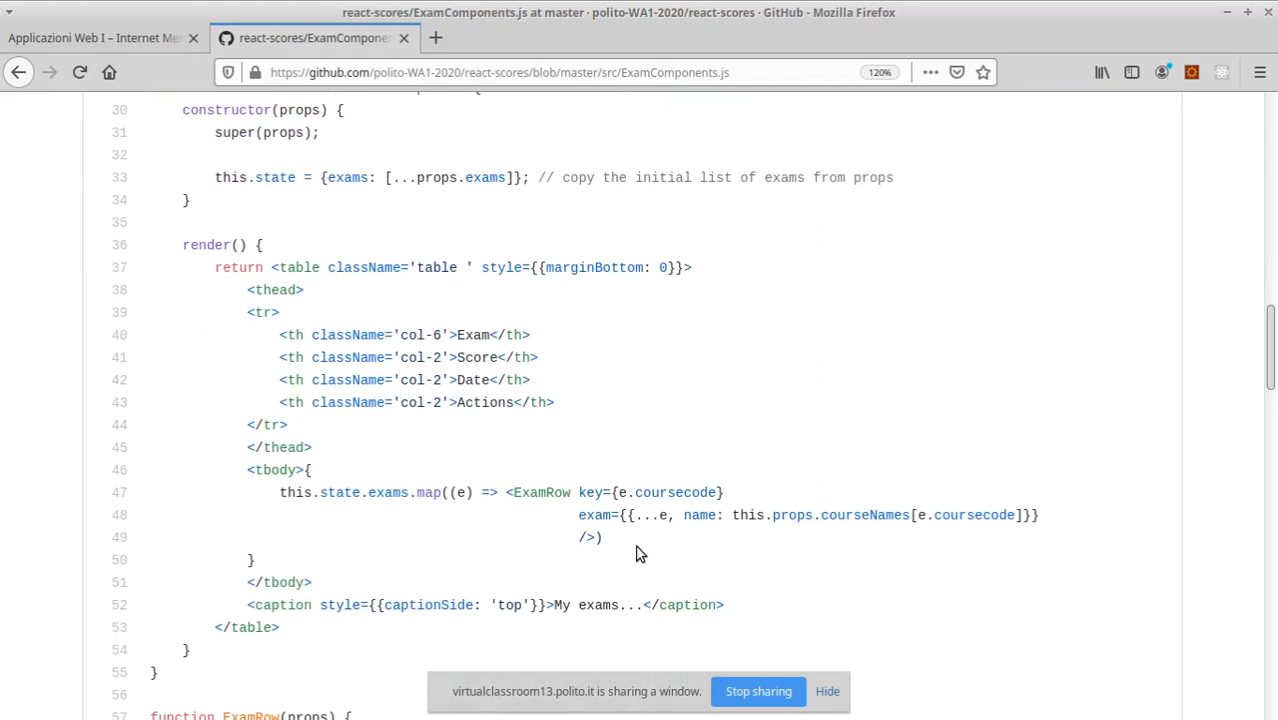 react-scores/ExamComponents.js at master · polito-WA1-2020/react-scores · GitHub - Mozilla Firefox
Applicazioni Web I – Internet Me
react-scores/ExamCompone
https://github.com/polito-WA1-2020/react-scores/blob/master/src/ExamComponents.js
120%
30 constructor(props) {
31 super(props);
32
33 this.state = {exams: [...props.exams]}; // copy the initial list of exams from props
34 }
35
36 render() {
37 return <table className='table ' style={{marginBottom: 0}}>
38 <thead>
39 <tr>
40 <th className='col-6'>Exam</th>
41 <th className='col-2'>Score</th>
42 <th className='col-2'>Date</th>
43 <th className='col-2'>Actions</th>
44 </tr>
45 </thead>
46 <tbody>{
47 this.state.exams.map((e) => <ExamRow key={e.coursecode}
48 exam={{...e, name: this.props.courseNames[e.coursecode]}}
49 />)
50 }
51 </tbody>
52 <caption style={{captionSide: 'top'}}>My exams...</caption>
53 </table>
54 }
55 }
56
57 function ExamRow(props) {
virtualclassroom13.polito.it is sharing a window.
Stop sharing
Hide